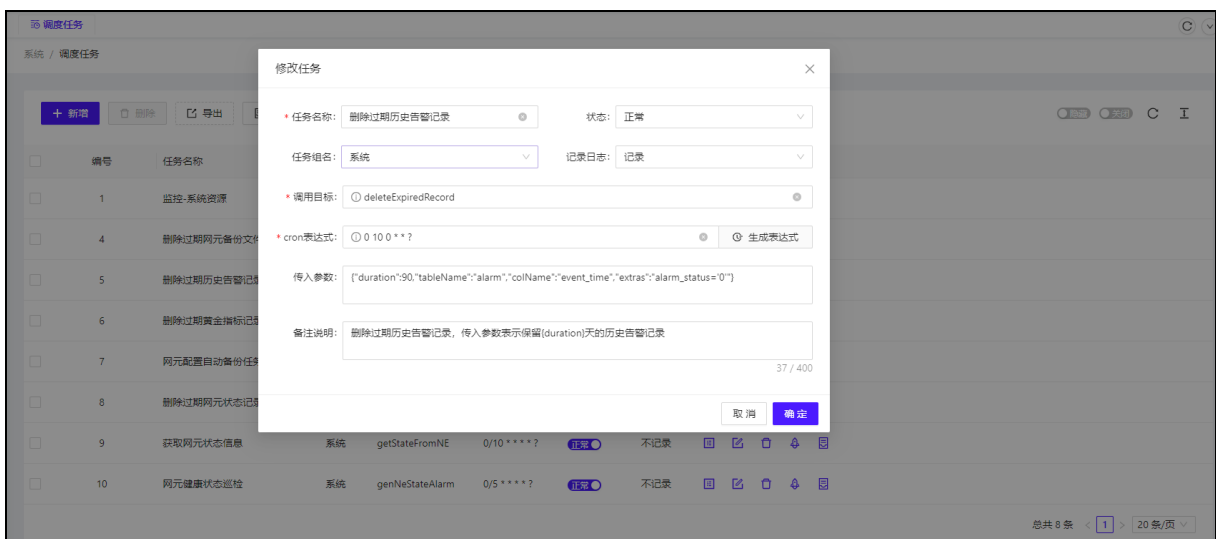 调度任务
系统 / 调度任务
修改任务
新增
删除
导出
* 任务名称: 删除过期历史告警记录
状态: 正常
任务组名: 系统
记录日志: 记录
* 调用目标: deleteExpiredRecord
* cron表达式: 0 10 0 * * ?
生成表达式
传入参数: {"duration":90,"tableName":"alarm","colName":"event_time","extras":"alarm_status='0'"}
备注说明: 删除过期历史告警记录，传入参数表示保留{duration}天的历史告警记录
37 / 400
取消 确定
编号 任务名称
1 监控-系统资源
4 删除过期网元备份文件
5 删除过期历史告警记录
6 删除过期黄金指标记录
7 网元配置自动备份任务
8 删除过期网元状态记录
9 获取网元状态信息 系统 getStateFromNE 0/10 * * * * ? 正常 不记录
10 网元健康状态巡检 系统 genNeStateAlarm 0/5 * * * * ? 正常 不记录
总共 8 条 < 1 > 20 条/页